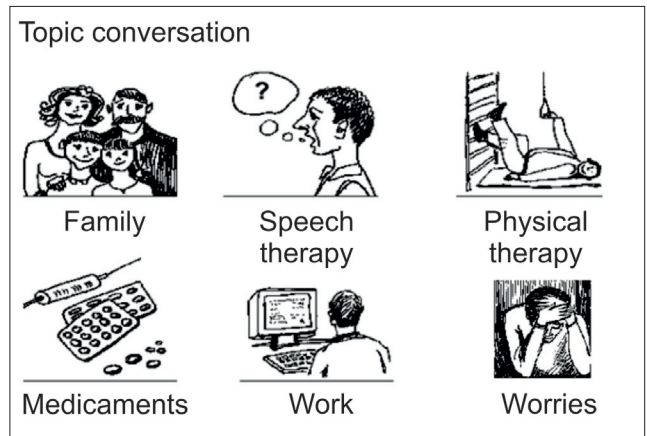 Topic conversation
?
Family
Speech
therapy
Physical
therapy
Medicaments
Work
Worries